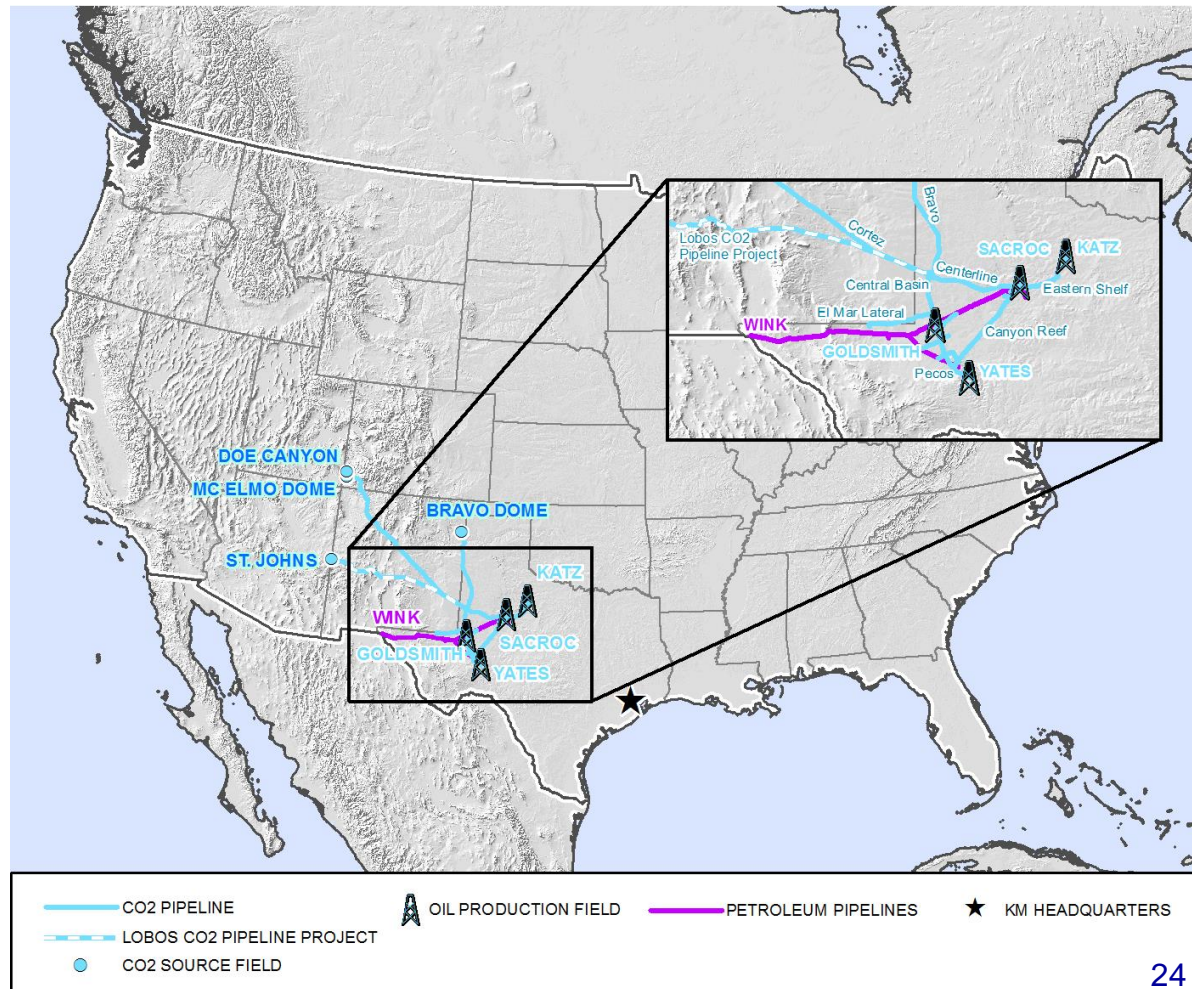 Bravo
Cortez
Lobos CO2
Pipeline Project
SACROC
KATZ
Centerline
Central Basin
Eastern Shelf
El Mar Lateral
WINK
Canyon Reef
GOLDSMITH
Pecos
YATES
DOE CANYON
MC ELMO DOME
BRAVO DOME
ST. JOHNS
KATZ
WINK
SACROC
GOLDSMITH
YATES
CO2 PIPELINE
OIL PRODUCTION FIELD
PETROLEUM PIPELINES
KM HEADQUARTERS
LOBOS CO2 PIPELINE PROJECT
CO2 SOURCE FIELD
24